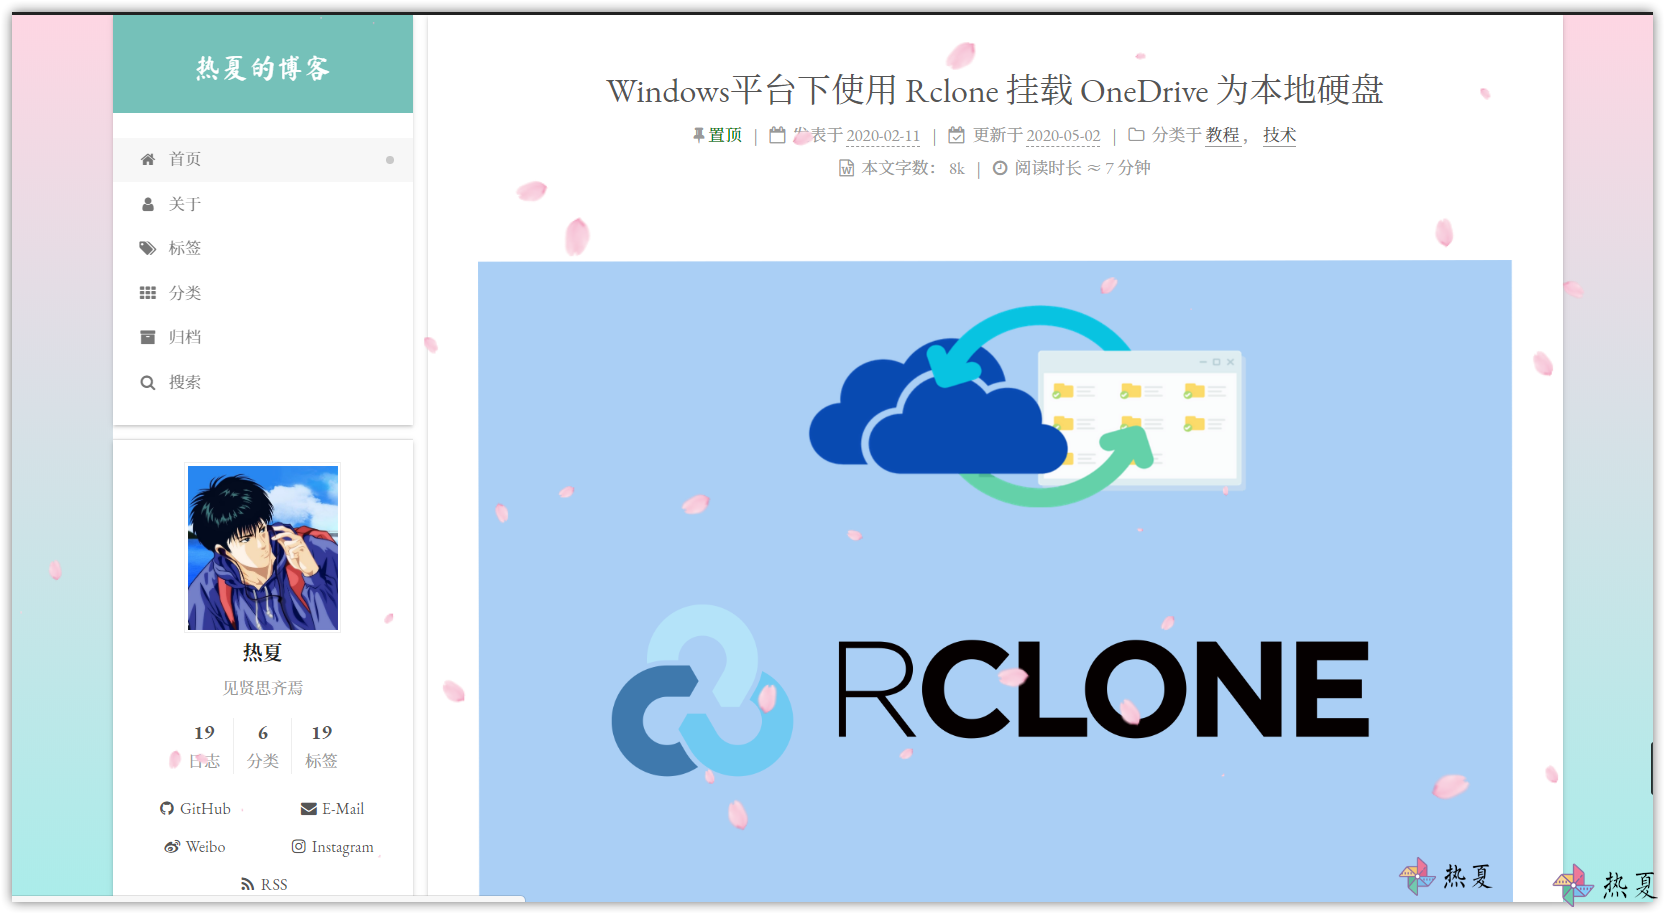 热夏的博客
首页
关于
标签
分类
归档
搜索
热夏
见贤思齐焉
19 6 19
日志 分类 标签
GitHub E-Mail
Weibo Instagram
RSS
Windows平台下使用 Rclone 挂载 OneDrive 为本地硬盘
置顶 | 发表于 2020-02-11 | 更新于 2020-05-02 | 分类于 教程, 技术
本文字数: 8k | 阅读时长 ≈ 7 分钟
RCLONE
热夏
热夏